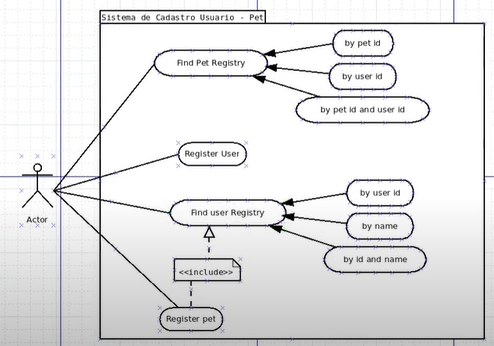 Sistema de Cadastro Usuario - Pet
by pet id
Find Pet Registry
by user id
by pet id and user id
Register User
Actor
by user id
Find user Registry
by name
by id and name
<<include>>
Register pet